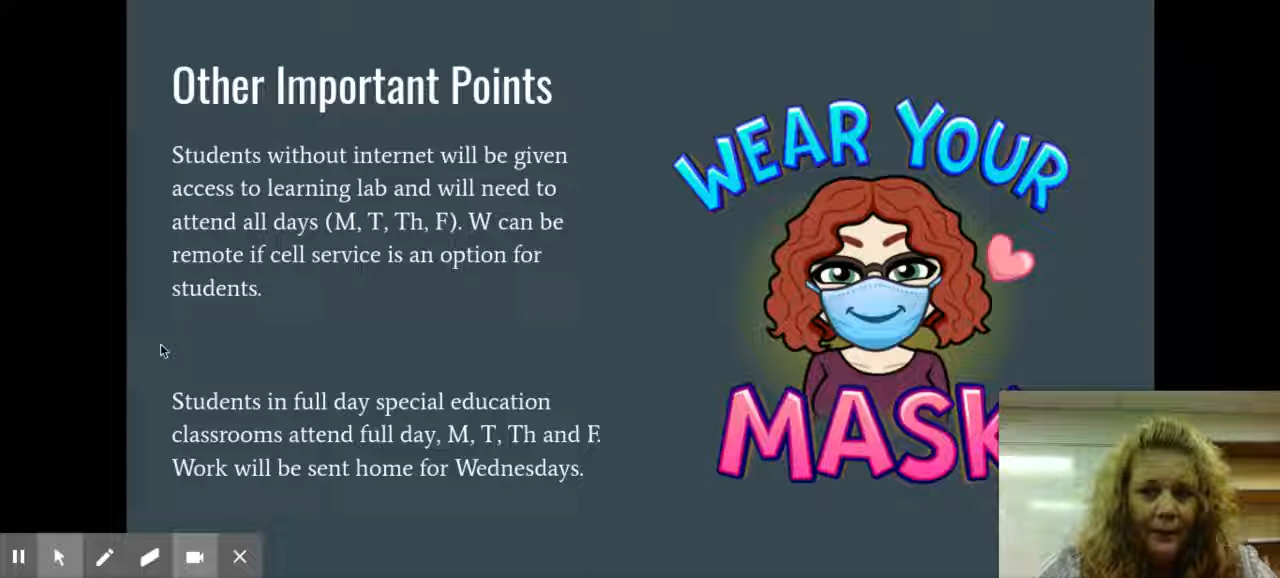 Other Important Points
Students without internet will be given
access to learning lab and will need to
attend all days (M, T, Th, F). W can be
remote if cell service is an option for
students.
Students in full day special education
classrooms attend full day, M, T, Th and F.
Work will be sent home for Wednesdays.
WEAR YOUR
MASK